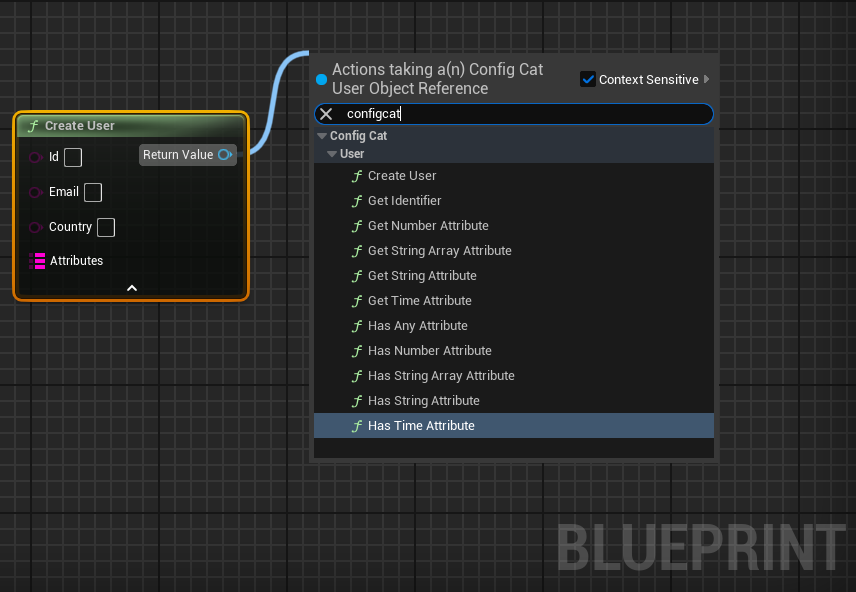 Create User
Id
Return Value
Email
Country
Attributes
Actions taking a(n) Config Cat
User Object Reference
Context Sensitive
configcat
Config Cat
User
Create User
Get Identifier
Get Number Attribute
Get String Array Attribute
Get String Attribute
Get Time Attribute
Has Any Attribute
Has Number Attribute
Has String Array Attribute
Has String Attribute
Has Time Attribute
BLUEPRINT